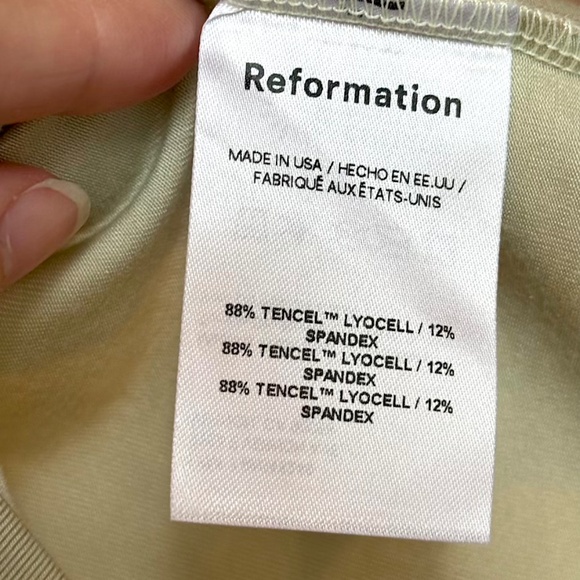 Reformation
MADE IN USA / HECHO EN EE.UU /
FABRIQUÉ AUX ÉTATS-UNIS
88% TENCEL™ LYOCELL / 12%
SPANDEX
88% TENCEL™ LYOCELL / 12%
SPANDEX
88% TENCEL™ LYOCELL / 12%
SPANDEX